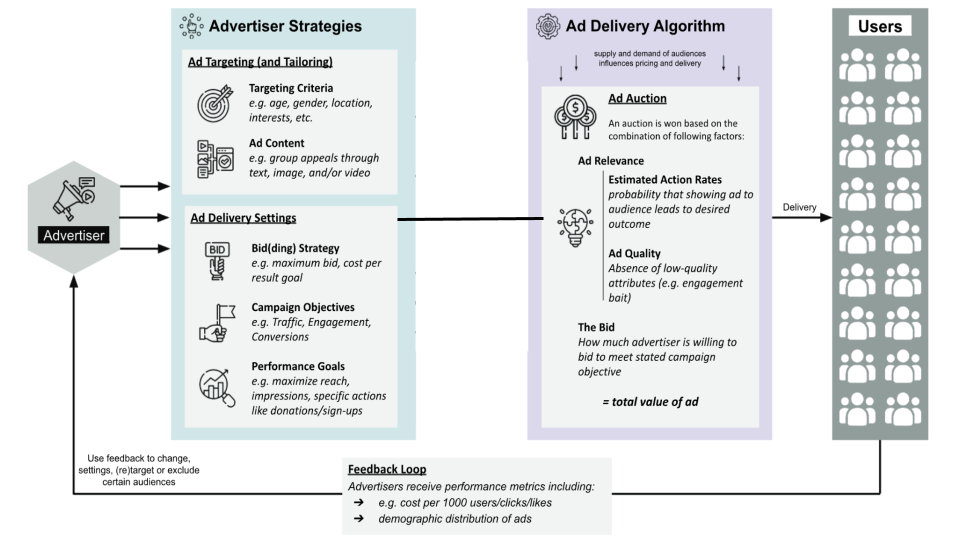 Advertiser
Advertiser Strategies
Ad Targeting (and Tailoring)
Targeting Criteria
e.g. age, gender, location,
interests, etc.
Ad Content
e.g. group appeals through
text, image, and/or video
Ad Delivery Settings
BID
Bid(ding) Strategy
e.g. maximum bid, cost per
result goal
Campaign Objectives
e.g. Traffic, Engagement,
Conversions
Performance Goals
e.g. maximize reach,
impressions, specific actions
like donations/sign-ups
Ad Delivery Algorithm
supply and demand of audiences
influences pricing and delivery
$ $ $
Ad Auction
An auction is won based on the
combination of following factors:
Ad Relevance
Estimated Action Rates
probability that showing ad to
audience leads to desired
outcome
Ad Quality
Absence of low-quality
attributes (e.g. engagement
bait)
The Bid
How much advertiser is willing to
bid to meet stated campaign
objective
= total value of ad
Delivery
Users
Use feedback to change,
settings, (re)target or exclude
certain audiences
Feedback Loop
Advertisers receive performance metrics including:
➔ e.g. cost per 1000 users/clicks/likes
➔ demographic distribution of ads